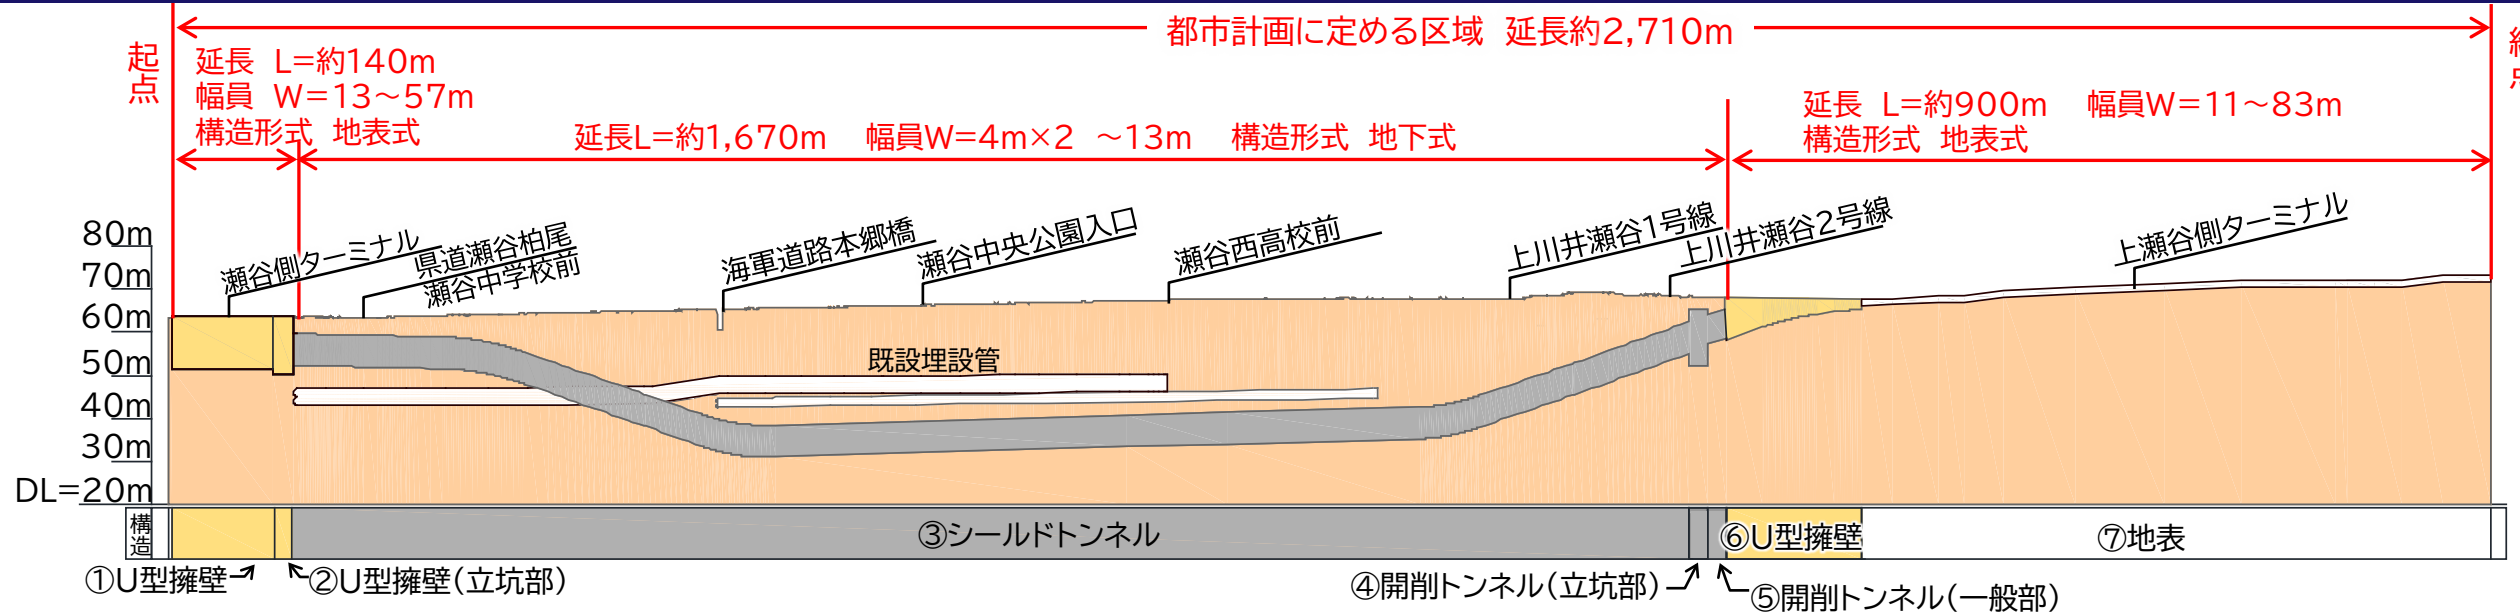 都市計画に定める区域 延長約2,710m
起点
延長 L=約140m
幅員 W=13～57m
構造形式 地表式
延長L=約1,670m 幅員W=4m×2 ～13m 構造形式 地下式
延長 L=約900m 幅員W=11～83m
構造形式 地表式
80m
70m
60m
50m
40m
30m
DL=20m
瀬谷側ターミナル
県道瀬谷柏尾
瀬谷中学校前
海軍道路本郷橋
瀬谷中央公園入口
瀬谷西高校前
上川井瀬谷1号線
上川井瀬谷2号線
上瀬谷側ターミナル
既設埋設管
構造
③シールドトンネル
⑥U型擁壁
⑦地表
①U型擁壁
②U型擁壁(立坑部)
④開削トンネル(立坑部)
⑤開削トンネル(一般部)